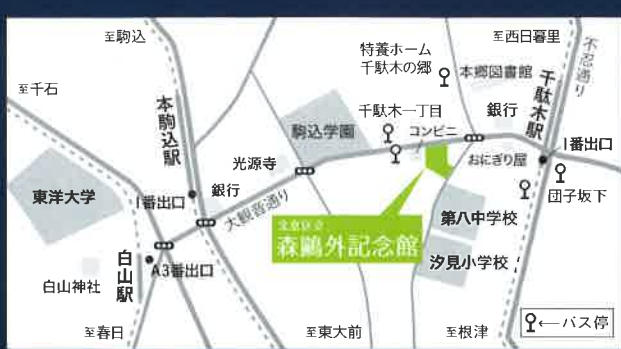 至駒込
至西日暮里
不忍通り
特養ホーム
千駄木の郷
本郷図書館
至千石
本駒込駅
千駄木駅
千駄木一丁目
銀行
駒込学園
コンビニ
1番出口
光源寺
おにぎり屋
東洋大学
1番出口
銀行
大観音通り
団子坂下
第八中学校
文京区立
森鷗外記念館
汐見小学校
A3番出口
白山神社
白山駅
至春日
至東大前
至根津
←バス停